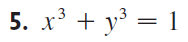 5. x³ + y³ = 1